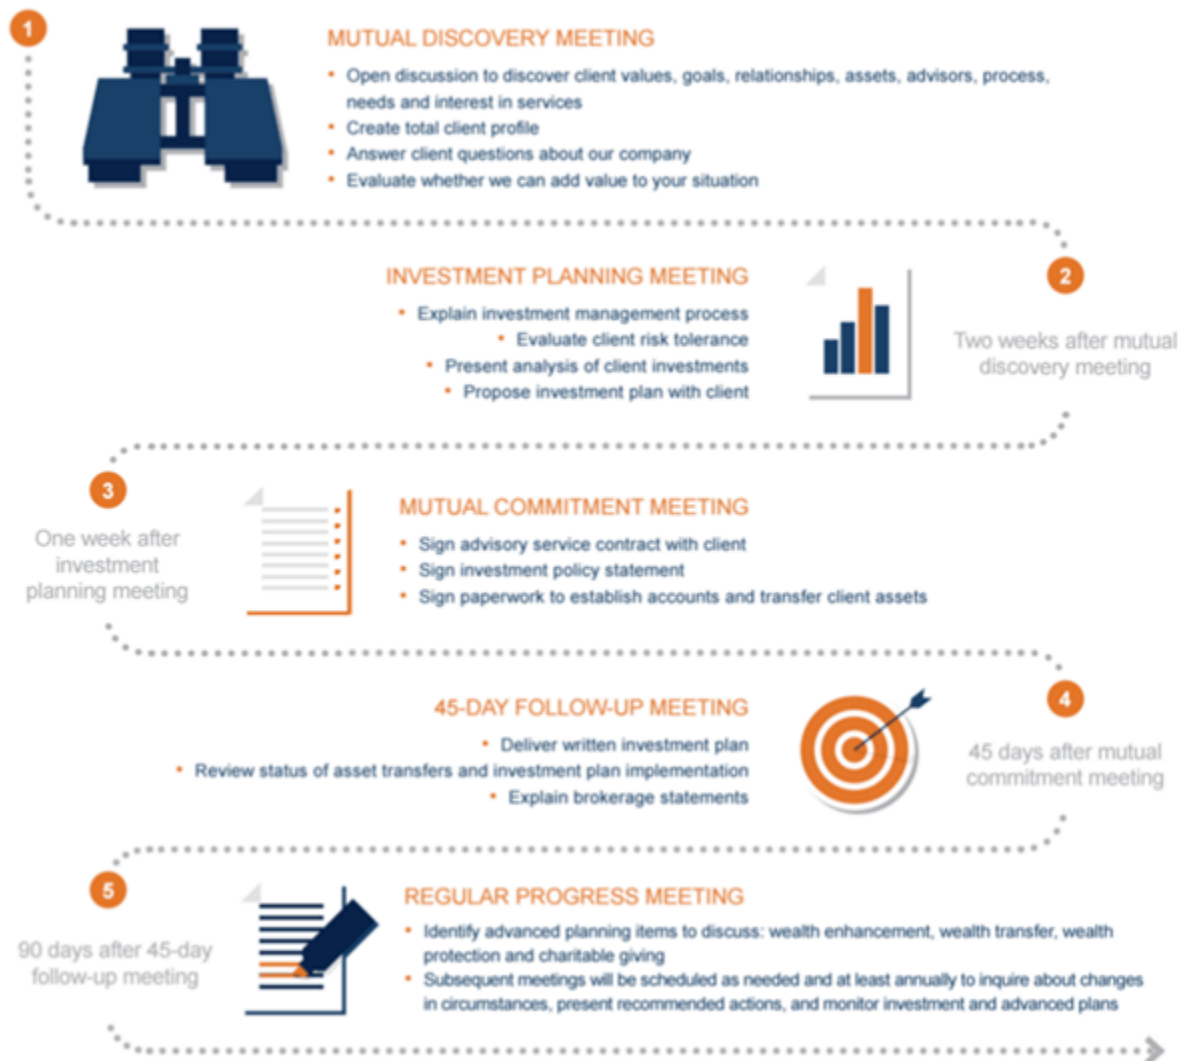 1
MUTUAL DISCOVERY MEETING
• Open discussion to discover client values, goals, relationships, assets, advisors, process,
needs and interest in services
• Create total client profile
• Answer client questions about our company
• Evaluate whether we can add value to your situation
2
Two weeks after mutual
discovery meeting
INVESTMENT PLANNING MEETING
• Explain investment management process
• Evaluate client risk tolerance
• Present analysis of client investments
• Propose investment plan with client
3
One week after
investment
planning meeting
MUTUAL COMMITMENT MEETING
• Sign advisory service contract with client
• Sign investment policy statement
• Sign paperwork to establish accounts and transfer client assets
4
45 days after mutual
commitment meeting
45-DAY FOLLOW-UP MEETING
• Deliver written investment plan
• Review status of asset transfers and investment plan implementation
• Explain brokerage statements
5
90 days after 45-day
follow-up meeting
REGULAR PROGRESS MEETING
• Identify advanced planning items to discuss: wealth enhancement, wealth transfer, wealth
protection and charitable giving
• Subsequent meetings will be scheduled as needed and at least annually to inquire about changes
in circumstances, present recommended actions, and monitor investment and advanced plans